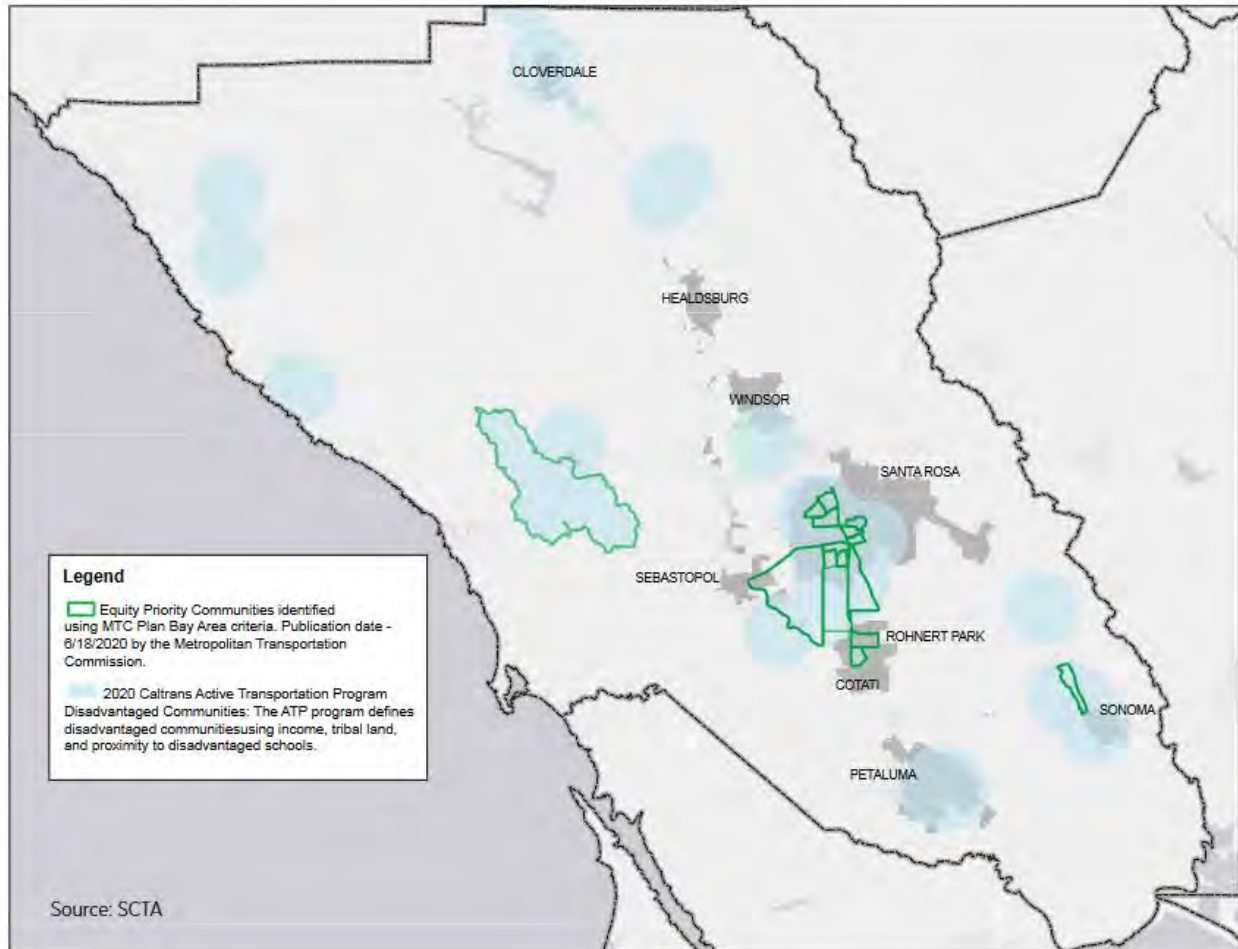 CLOVERDALE
HEALDSBURG
WINDSOR
SANTA ROSA
SEBASTOPOL
ROHNERT PARK
COTATI
SONOMA
PETALUMA
Legend
Equity Priority Communities identified
using MTC Plan Bay Area criteria. Publication date -
6/18/2020 by the Metropolitan Transportation
Commission.
2020 Caltrans Active Transportation Program
Disadvantaged Communities: The ATP program defines
disadvantaged communitiesusing income, tribal land,
and proximity to disadvantaged schools.
Source: SCTA